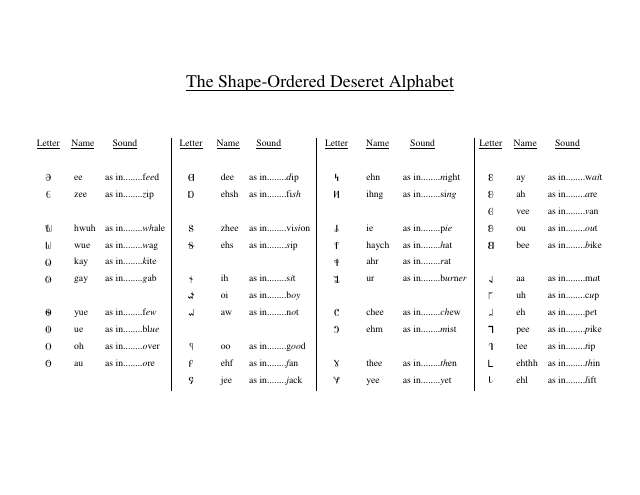 The Shape-Ordered Deseret Alphabet
Letter Name Sound
𐐀 ee as in........feed
𐐞 zee as in........zip
hwuh as in........whale
𐐎 wue as in........wag
𐐗 kay as in........kite
𐐘 gay as in........gab
𐐧 yue as in........few
𐐅 ue as in........blue
𐐄 oh as in........over
𐐃 au as in........ore
Letter Name Sound
𐐔 dee as in........dip
𐐟 ehsh as in........fish
𐐠 zhee as in........vision
𐐝 ehs as in........sip
𐐆 ih as in........sit
𐐦 oi as in........boy
𐐉 aw as in........not
𐐋 oo as in........good
𐐙 ehf as in........fan
𐐖 jee as in........jack
Letter Name Sound
𐐤 ehn as in........night
𐐥 ihng as in........sing
𐐌 ie as in........pie
𐐐 haych as in........hat
𐐡 ahr as in........rat
ur as in........burner
𐐕 chee as in........chew
𐐣 ehm as in........mist
𐐜 thee as in........then
𐐏 yee as in........yet
Letter Name Sound
𐐁 ay as in........wait
𐐂 ah as in........are
𐐚 vee as in........van
𐐍 ou as in........out
𐐒 bee as in........bike
𐐈 aa as in........mat
𐐊 uh as in........cup
𐐇 eh as in........pet
𐐑 pee as in........pike
𐐓 tee as in........tip
𐐛 ehthh as in........thin
𐐢 ehl as in........lift